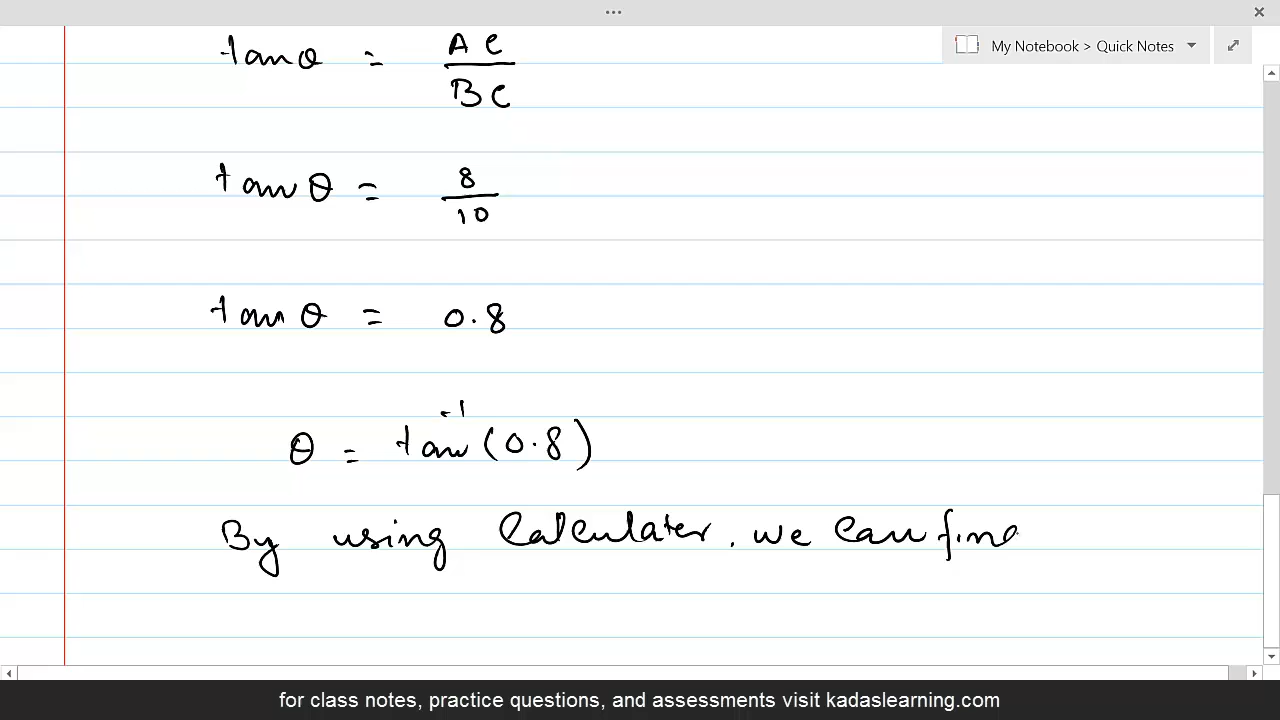 My Notebook > Quick Notes
tanθ = AC/BC
tanθ = 8/10
tanθ = 0.8
θ = tan⁻¹(0.8)
By using Calculater, we can find
for class notes, practice questions, and assessments visit kadaslearning.com